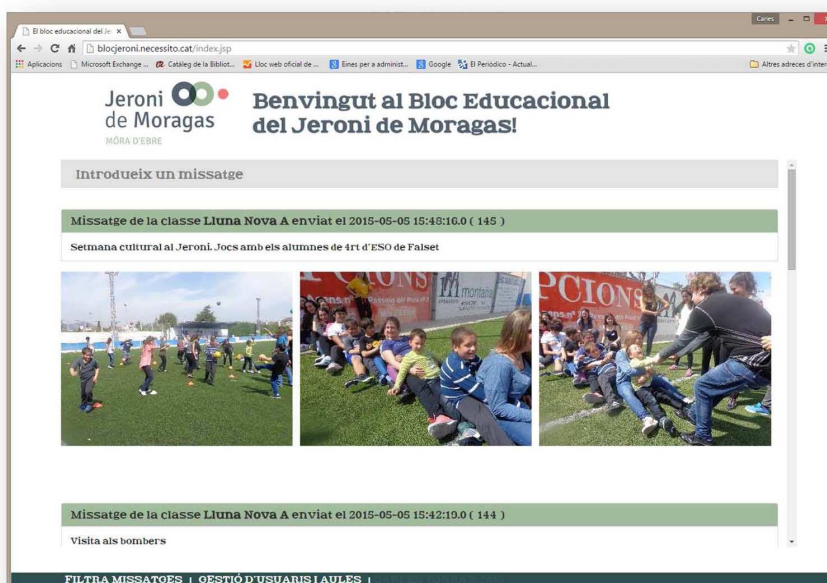 Carles
El bloc educacional del Je
blocjeroni.necessito.cat/index.jsp
Aplicacions Microsoft Exchange ... Catàleg de la Bibliot... Lloc web oficial de ... Eines per a administ... Google El Periódico - Actual...
Altres adreces d'inter
Jeroni
de Moragas
MÓRA D'EBRE
Benvingut al Bloc Educacional
del Jeroni de Moragas!
Introdueix un missatge
Missatge de la classe Lluna Nova A enviat el 2015-05-05 15:48:16.0 ( 145 )
Setmana cultural al Jeroni. Jocs amb els alumnes de 4rt d'ESO de Falset
PCIONS
montaña
PCIONS
Missatge de la classe Lluna Nova A enviat el 2015-05-05 15:42:19.0 ( 144 )
Visita als bombers
FILTRA MISSATGES | GESTIÓ D'USUARIS I AULES |